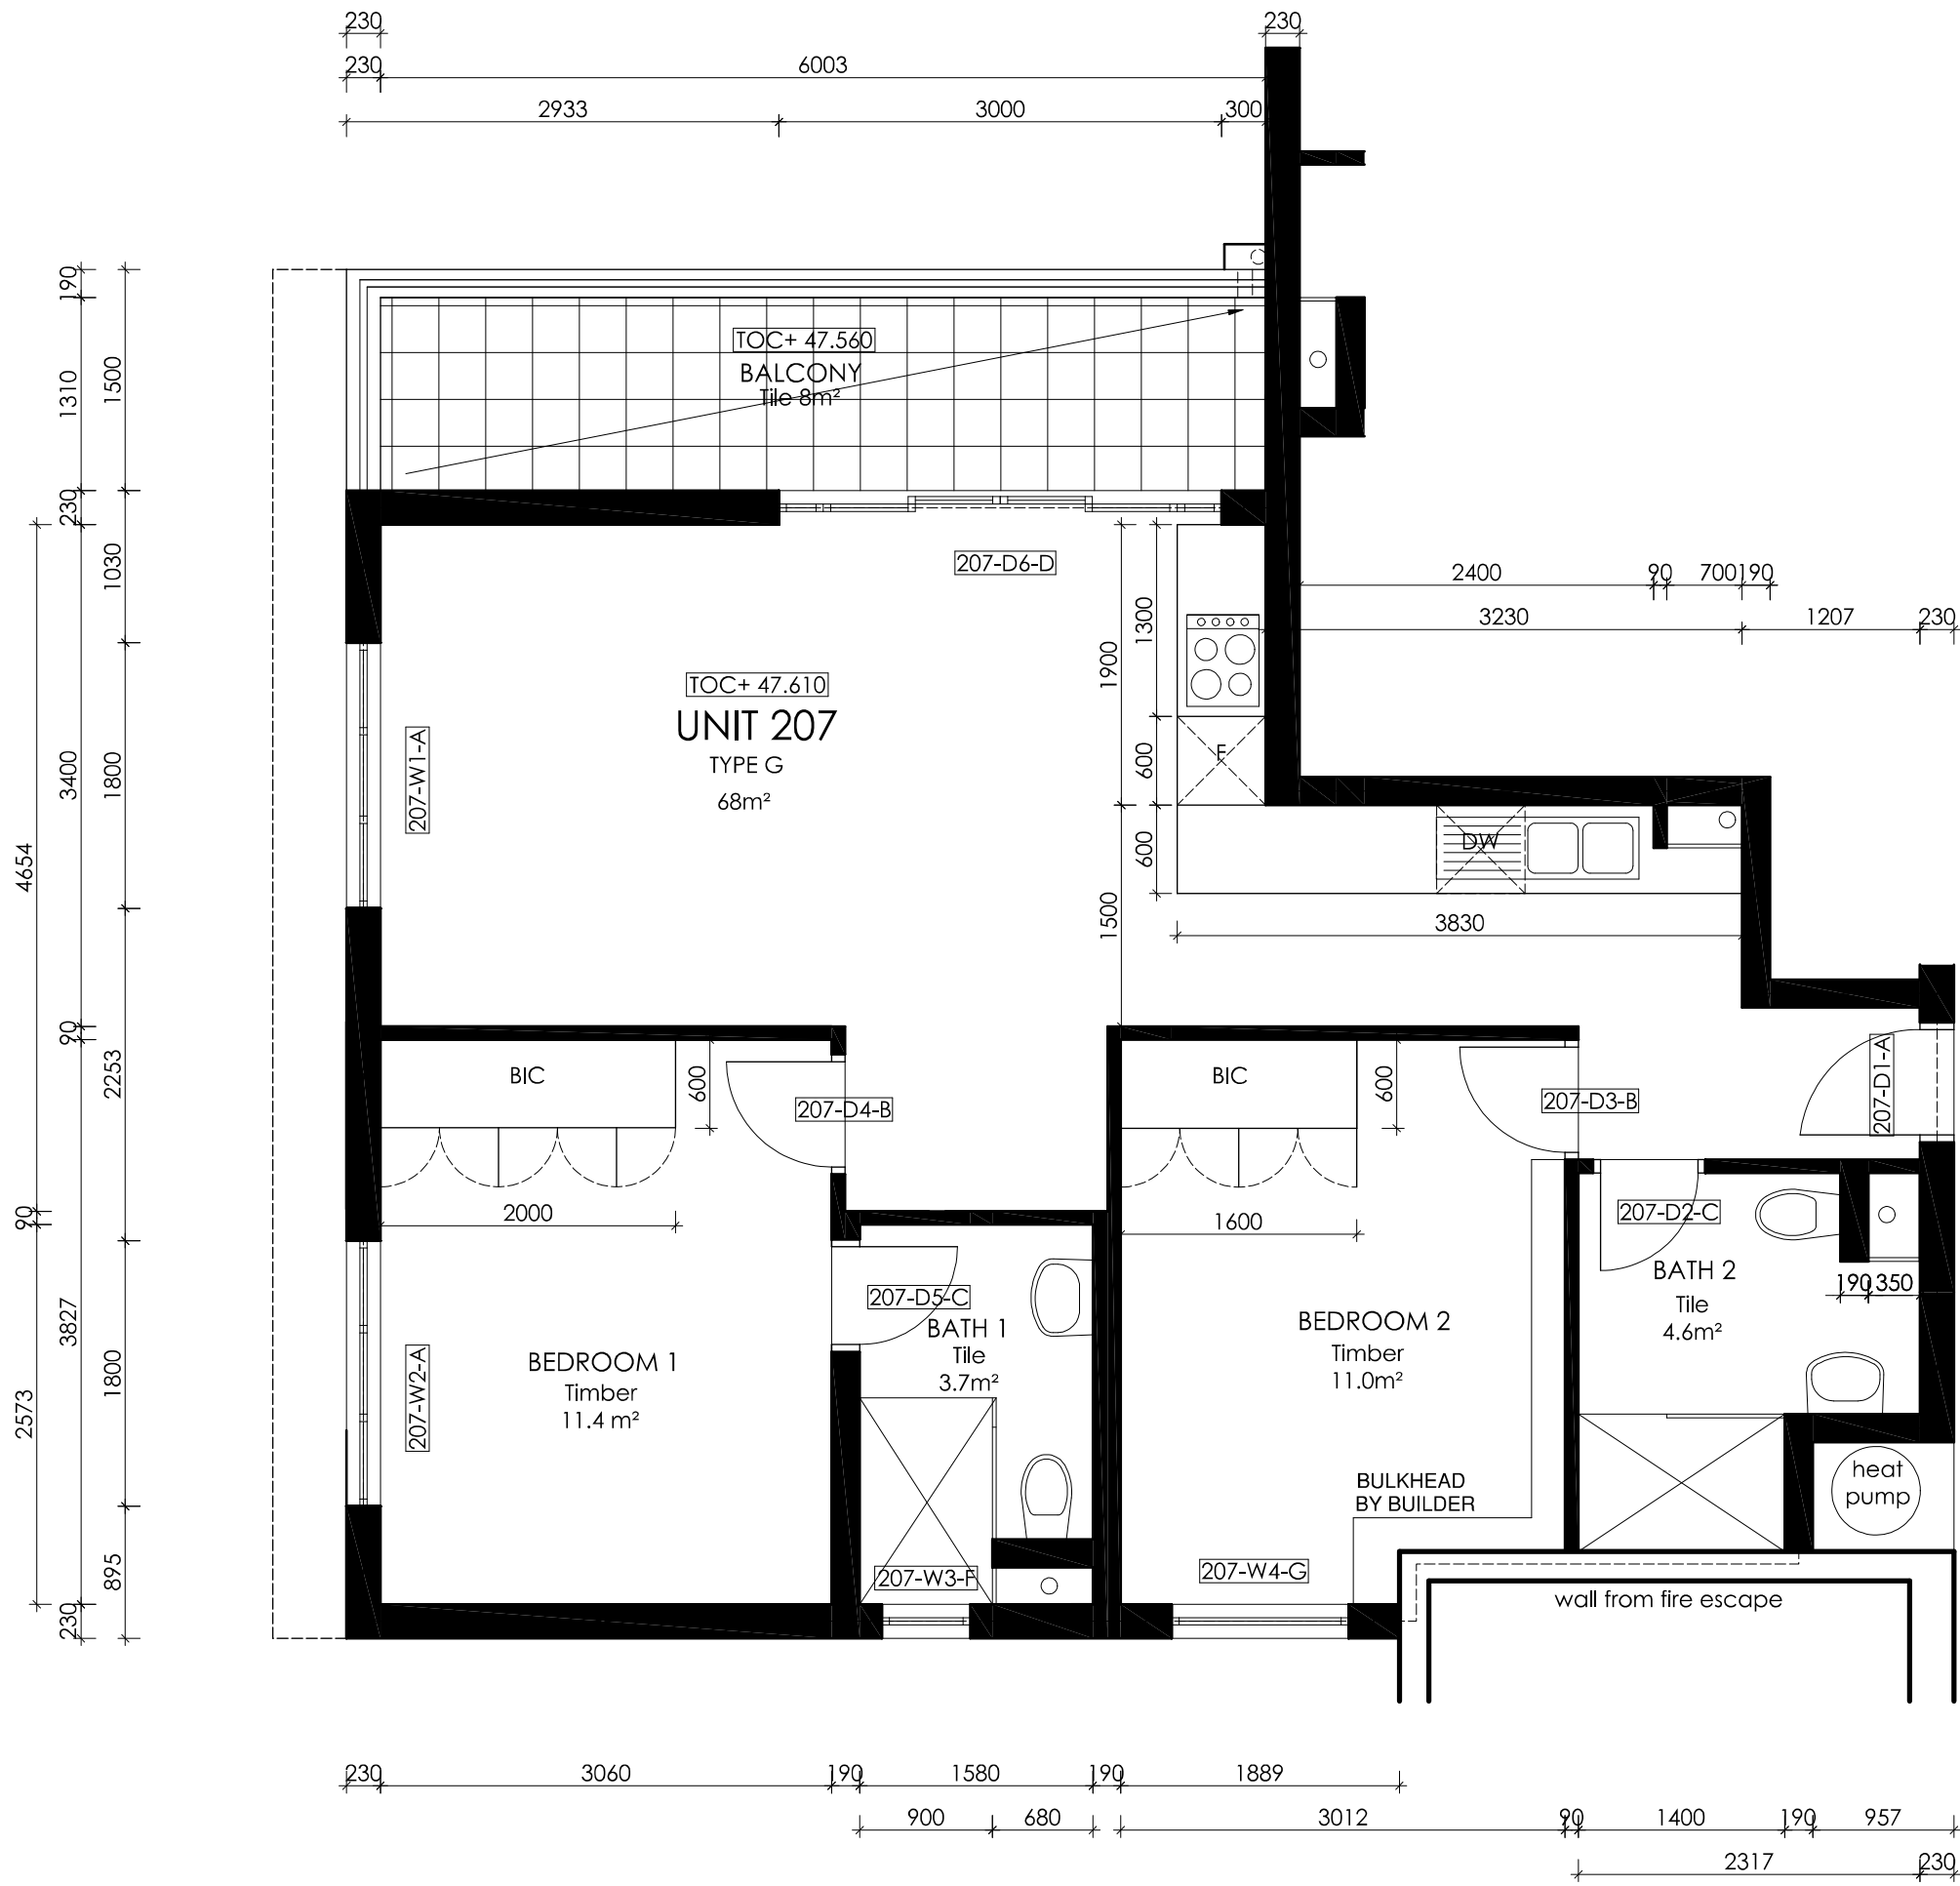 230
230
230
6003
2933
3000
300
190
1310
1500
TOC+ 47.560
BALCONY
Tile 8m²
230
1030
207-D6-D
2400
90
700
190
1300
3230
1207
230
1900
TOC+ 47.610
UNIT 207
TYPE G
68m²
207-W1-A
3400
1800
600
F
4654
600
DW
1500
3830
90
2253
BIC
600
207-D4-B
BIC
600
207-D3-B
207-D1-A
90
2000
1600
207-D2-C
207-D5-C
BATH 1
Tile
3.7m²
BATH 2
Tile
4.6m²
190
350
3827
1800
2573
207-W2-A
BEDROOM 1
Timber
11.4 m²
BEDROOM 2
Timber
11.0m²
BULKHEAD
BY BUILDER
heat
pump
895
207-W3-F
207-W4-G
wall from fire escape
230
230
3060
190
1580
190
1889
900
680
3012
90
1400
190
957
2317
230